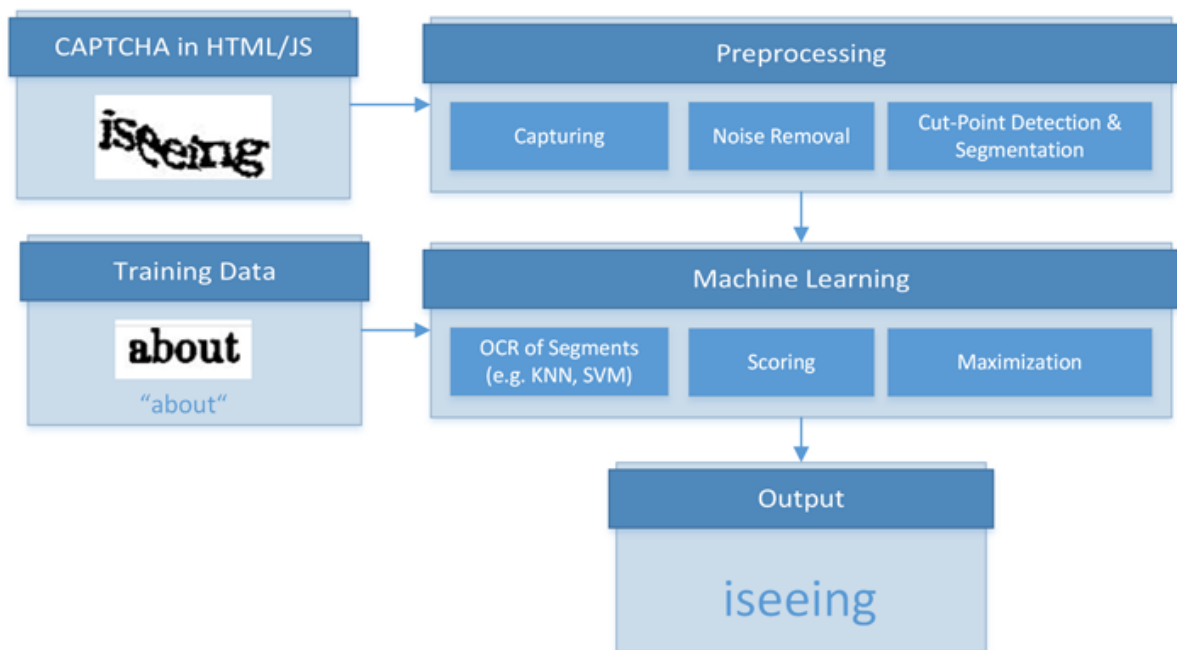 CAPTCHA in HTML/JS
iseeing
Preprocessing
Capturing
Noise Removal
Cut-Point Detection &
Segmentation
Training Data
about
“about“
Machine Learning
OCR of Segments
(e.g. KNN, SVM)
Scoring
Maximization
Output
iseeing